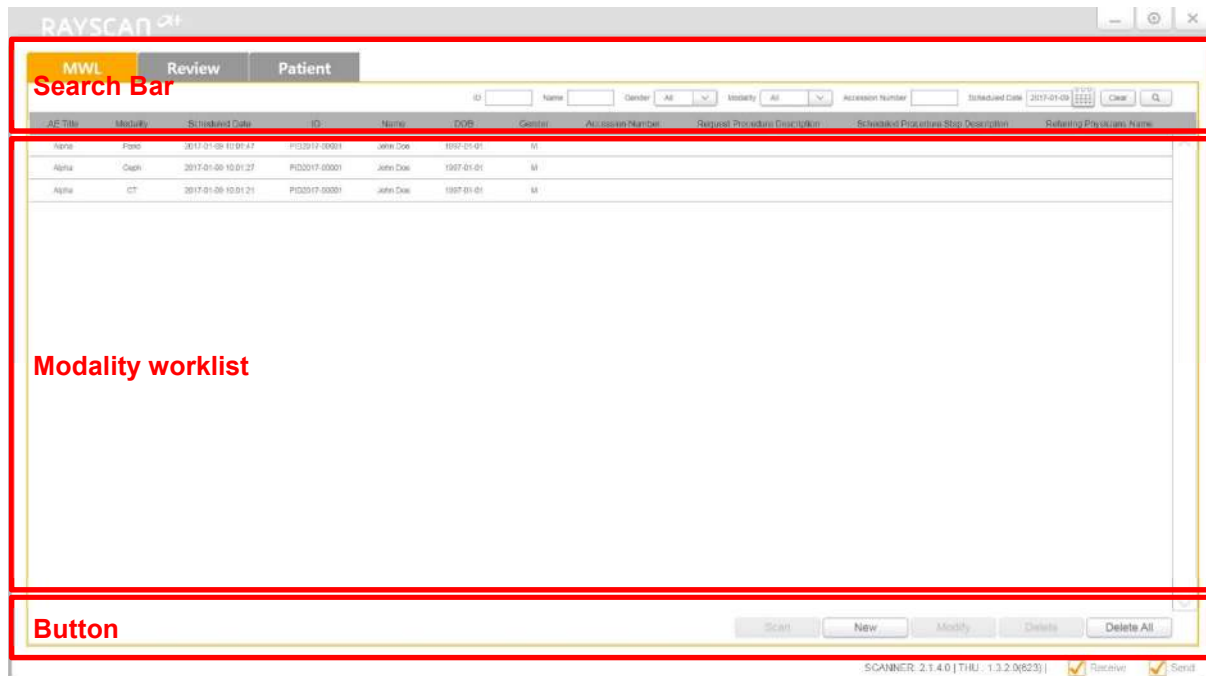 RAYSCAN α+
MWL Review Patient
Search Bar
ID Name Gender All Modality All Accession Number Scheduled Date 2017-01-09 Clear
AE Title Modality Scheduled Date ID Name DOB Gender Accession Number Request Procedure Description Scheduled Procedure Step Description Referring Physicians Name
Alpha Pano 2017-01-09 10:01:47 PID2017-00001 John Doe 1997-01-01 M
Alpha Ceph 2017-01-09 10:01:27 PID2017-00001 John Doe 1997-01-01 M
Alpha CT 2017-01-09 10:01:21 PID2017-00001 John Doe 1997-01-01 M
Modality worklist
Button
Scan New Modify Delete Delete All
SCANNER: 2.1.4.0 | THU : 1.3.2.0(623) | Receive Send